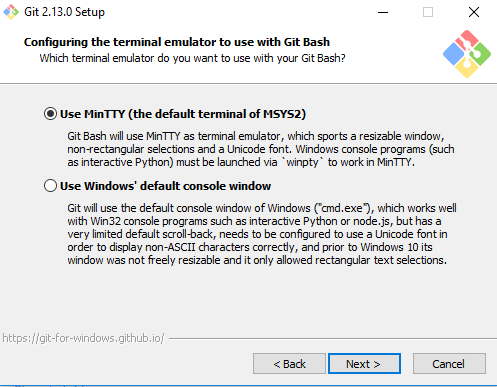 Git 2.13.0 Setup
Configuring the terminal emulator to use with Git Bash
Which terminal emulator do you want to use with your Git Bash?
Use MinTTY (the default terminal of MSYS2)
Git Bash will use MinTTY as terminal emulator, which sports a resizable window,
non-rectangular selections and a Unicode font. Windows console programs (such
as interactive Python) must be launched via `winpty` to work in MinTTY.
Use Windows' default console window
Git will use the default console window of Windows ("cmd.exe"), which works well
with Win32 console programs such as interactive Python or node.js, but has a
very limited default scroll-back, needs to be configured to use a Unicode font in
order to display non-ASCII characters correctly, and prior to Windows 10 its
window was not freely resizable and it only allowed rectangular text selections.
https://git-for-windows.github.io/
< Back
Next >
Cancel